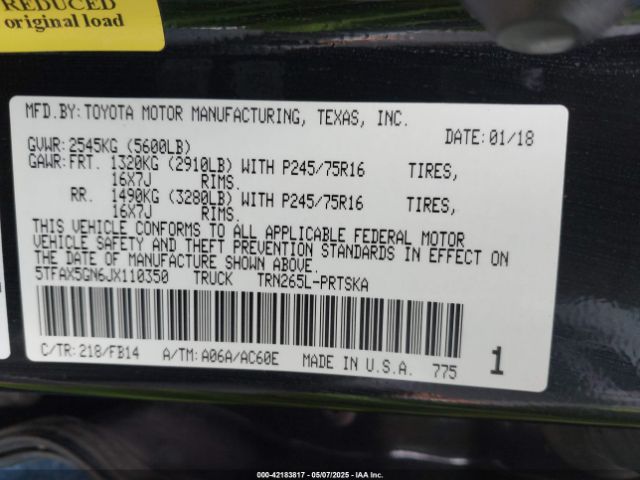 REDUCED
original load
MFD.BY: TOYOTA MOTOR MANUFACTURING, TEXAS, INC.
DATE: 01/18
GVWR: 2545KG (5600LB)
GAWR: FRT. 1320KG (2910LB) WITH P245/75R16 TIRES,
16X7J RIMS.
RR. 1490KG (3280LB) WITH P245/75R16 TIRES,
16X7J RIMS.
THIS VEHICLE CONFORMS TO ALL APPLICABLE FEDERAL MOTOR
VEHICLE SAFETY AND THEFT PREVENTION STANDARDS IN EFFECT ON
THE DATE OF MANUFACTURE SHOWN ABOVE.
5TFAX5GN6JX110350 TRUCK TRN265L-PRTSKA
C/TR: 218/FB14 A/TM: A06A/AC60E MADE IN U.S.A. 775 1
000-42183817 - 05/07/2025 - IAAI.COM